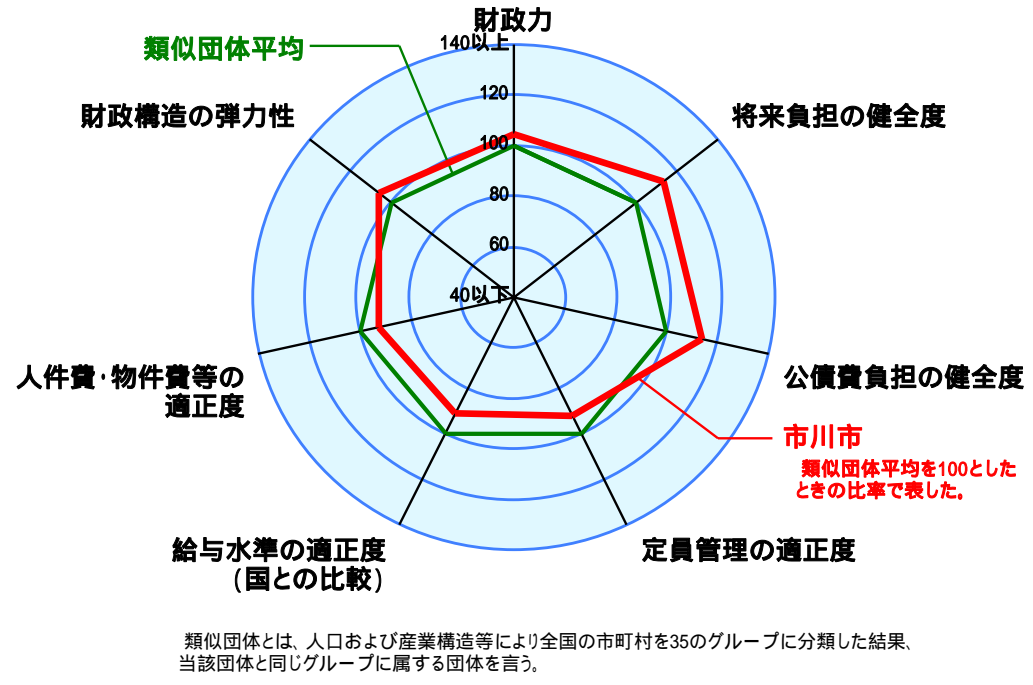 財政力
140以上
類似団体平均
120
財政構造の弾力性
将来負担の健全度
100
80
60
40以下
人件費・物件費等の
適正度
公債費負担の健全度
市川市
類似団体平均を100とした
ときの比率で表した。
給与水準の適正度
(国との比較)
定員管理の適正度
類似団体とは、人口および産業構造等により全国の市町村を35のグループに分類した結果、
当該団体と同じグループに属する団体を言う。